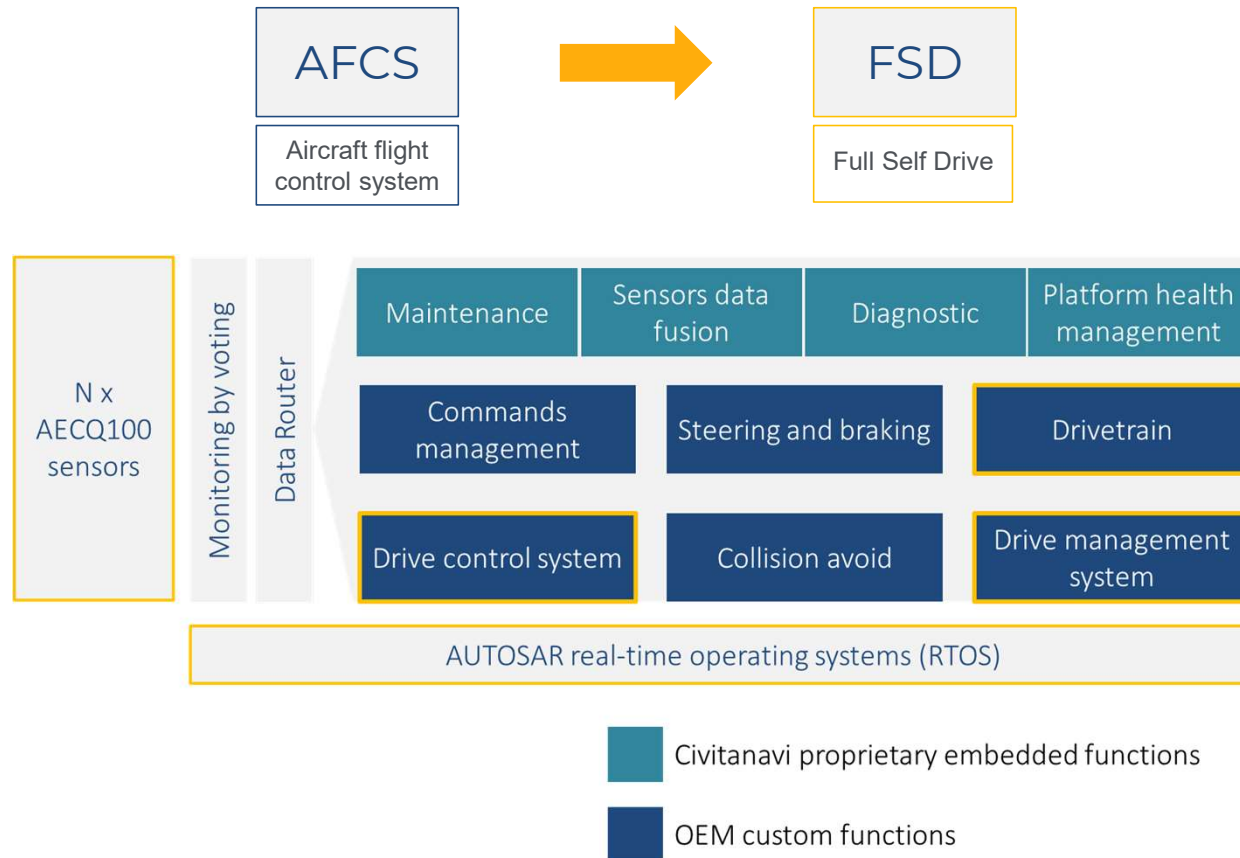 AFCS
FSD
Aircraft flight
control system
Full Self Drive
N x
AECQ100
sensors
Monitoring by voting
Data Router
Maintenance
Sensors data
fusion
Diagnostic
Platform health
management
Commands
management
Steering and braking
Drivetrain
Drive control system
Collision avoid
Drive management
system
AUTOSAR real-time operating systems (RTOS)
Civitanavi proprietary embedded functions
OEM custom functions